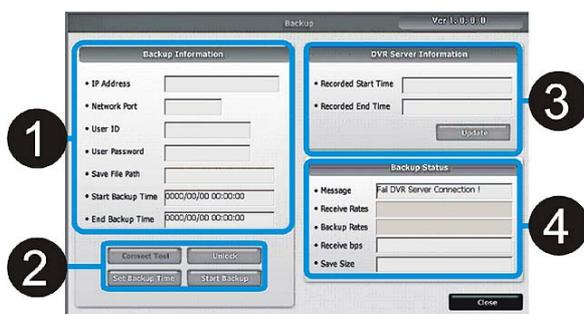 Backup
Ver 1. 0. 0. 0
Backup Information
• IP Address
• Network Port
• User ID
• User Password
• Save File Path
• Start Backup Time 0000/00/00 00:00:00
• End Backup Time 0000/00/00 00:00:00
1
Connect Test
Unlock
Set Backup Time
Start Backup
2
DVR Server Information
• Recorded Start Time
• Recorded End Time
Update
3
Backup Status
• Message Fail DVR Server Connection !
• Receive Rates
• Backup Rates
• Receive bps
• Save Size
4
Close